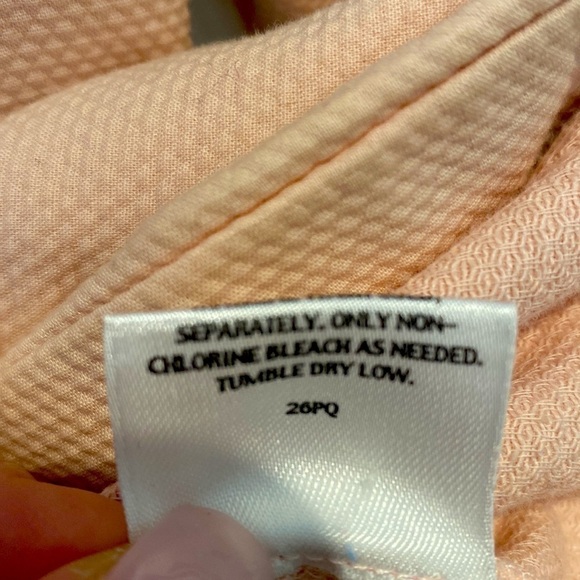 SEPARATELY. ONLY NON-
CHLORINE BLEACH AS NEEDED.
TUMBLE DRY LOW.
26PQ